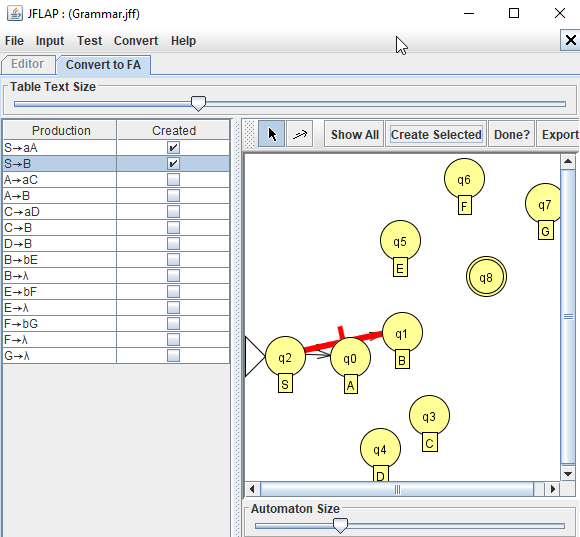 JFLAP : (Grammar.jff)
File Input Test Convert Help
Editor Convert to FA
Table Text Size
Production Created
S→aA
S→B
A→aC
A→B
C→aD
C→B
D→B
B→bE
B→λ
E→bF
E→λ
F→bG
F→λ
G→λ
Show All Create Selected Done? Export
q6
F
q7
G
q5
E
q8
q1
B
q2
S
q0
A
q3
C
q4
D
Automaton Size